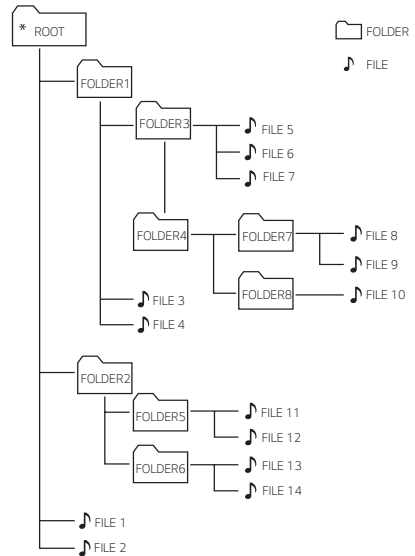 * ROOT
FOLDER
FILE
FOLDER1
FOLDER3
FILE 5
FILE 6
FILE 7
FOLDER4
FOLDER7
FILE 8
FILE 9
FOLDER8
FILE 10
FILE 3
FILE 4
FOLDER2
FOLDER5
FILE 11
FILE 12
FOLDER6
FILE 13
FILE 14
FILE 1
FILE 2